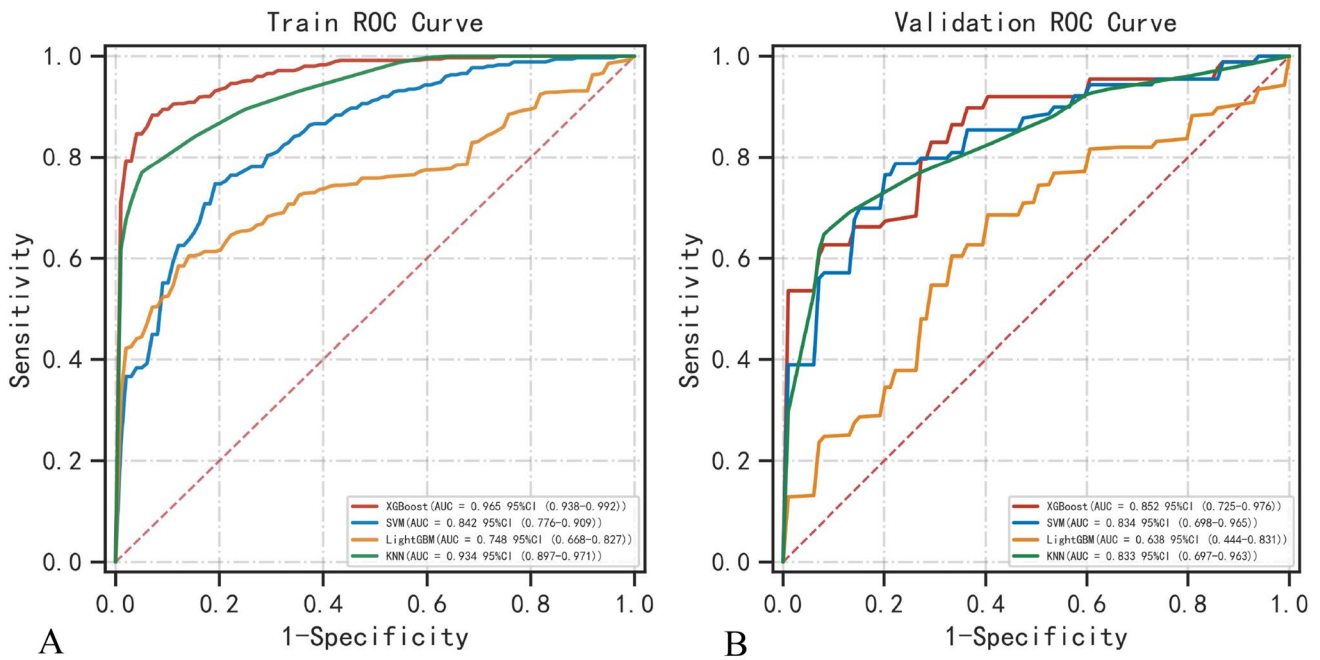 Train ROC Curve
Sensitivity
1.0
0.8
0.6
0.4
0.2
0.0
XGBoost(AUC = 0.965 95%CI (0.938-0.992))
SVM(AUC = 0.842 95%CI (0.776-0.909))
LightGBM(AUC = 0.748 95%CI (0.668-0.827))
KNN(AUC = 0.934 95%CI (0.897-0.971))
0.0 0.2 0.4 0.6 0.8 1.0
1-Specificity
A
Validation ROC Curve
Sensitivity
1.0
0.8
0.6
0.4
0.2
0.0
XGBoost(AUC = 0.852 95%CI (0.725-0.976))
SVM(AUC = 0.834 95%CI (0.698-0.965))
LightGBM(AUC = 0.638 95%CI (0.444-0.831))
KNN(AUC = 0.833 95%CI (0.697-0.963))
0.0 0.2 0.4 0.6 0.8 1.0
1-Specificity
B